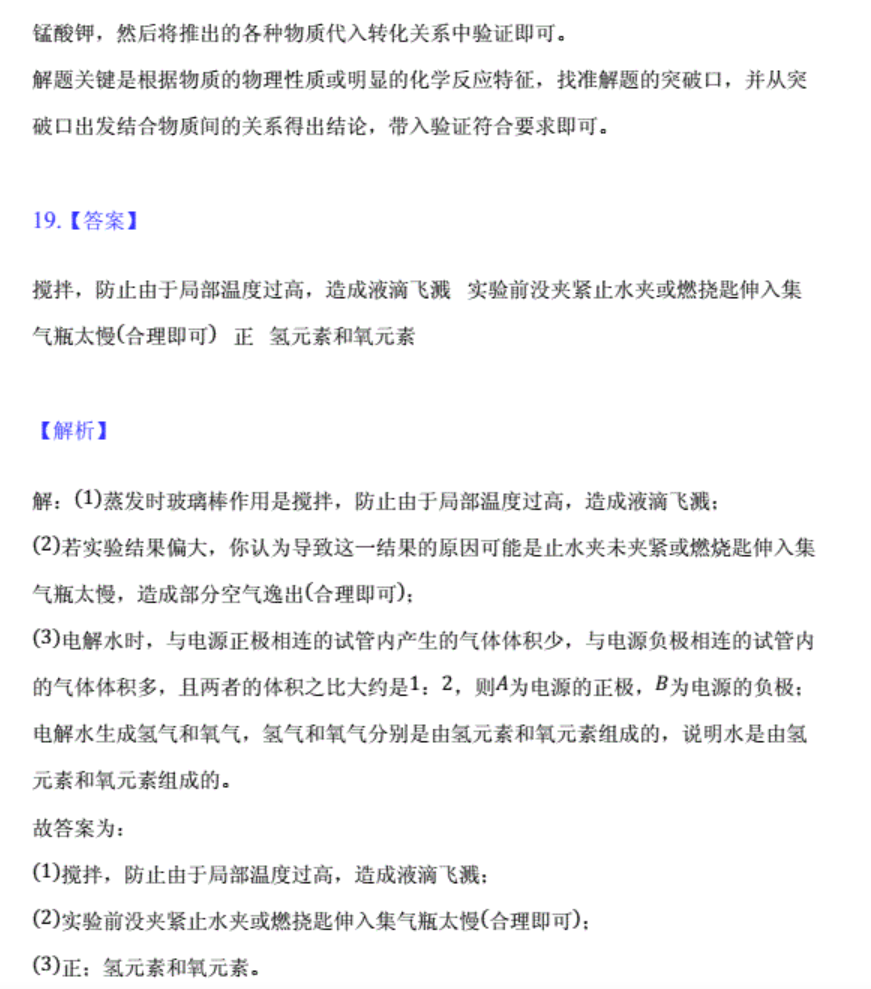 锰酸钾，然后将推出的各种物质代入转化关系中验证即可。
解题关键是根据物质的物理性质或明显的化学反应特征，找准解题的突破口，并从突
破口出发结合物质间的关系得出结论，带入验证符合要求即可。
19.【答案】
搅拌，防止由于局部温度过高，造成液滴飞溅 实验前没夹紧止水夹或燃挠匙伸入集
气瓶太慢(合理即可) 正 氢元素和氧元素
【解析】
解：(1)蒸发时玻璃棒作用是搅拌，防止由于局部温度过高，造成液滴飞溅；
(2)若实验结果偏大，你认为导致这一结果的原因可能是止水夹未夹紧或燃烧匙伸入集
气瓶太慢，造成部分空气逸出(合理即可)；
(3)电解水时，与电源正极相连的试管内产生的气体体积少，与电源负极相连的试管内
的气体体积多，且两者的体积之比大约是1：2，则A为电源的正极，B为电源的负极；
电解水生成氢气和氧气，氢气和氧气分别是由氢元素和氧元素组成的，说明水是由氢
元素和氧元素组成的。
故答案为：
(1)搅拌，防止由于局部温度过高，造成液滴飞溅；
(2)实验前没夹紧止水夹或燃挠匙伸入集气瓶太慢(合理即可)；
(3)正；氢元素和氧元素。